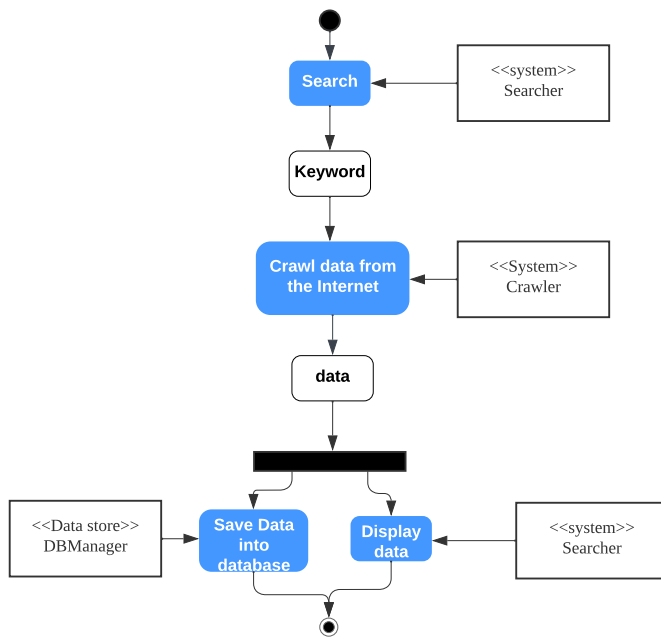 Search
<<system>>
Searcher
Keyword
Crawl data from
the Internet
<<System>>
Crawler
data
<<Data store>>
DBManager
Save Data
into
database
Display
data
<<system>>
Searcher